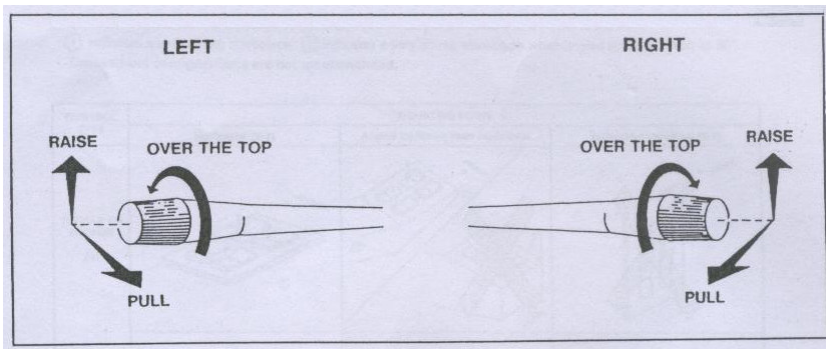 LEFT
RIGHT
RAISE
OVER THE TOP
PULL
OVER THE TOP
RAISE
PULL